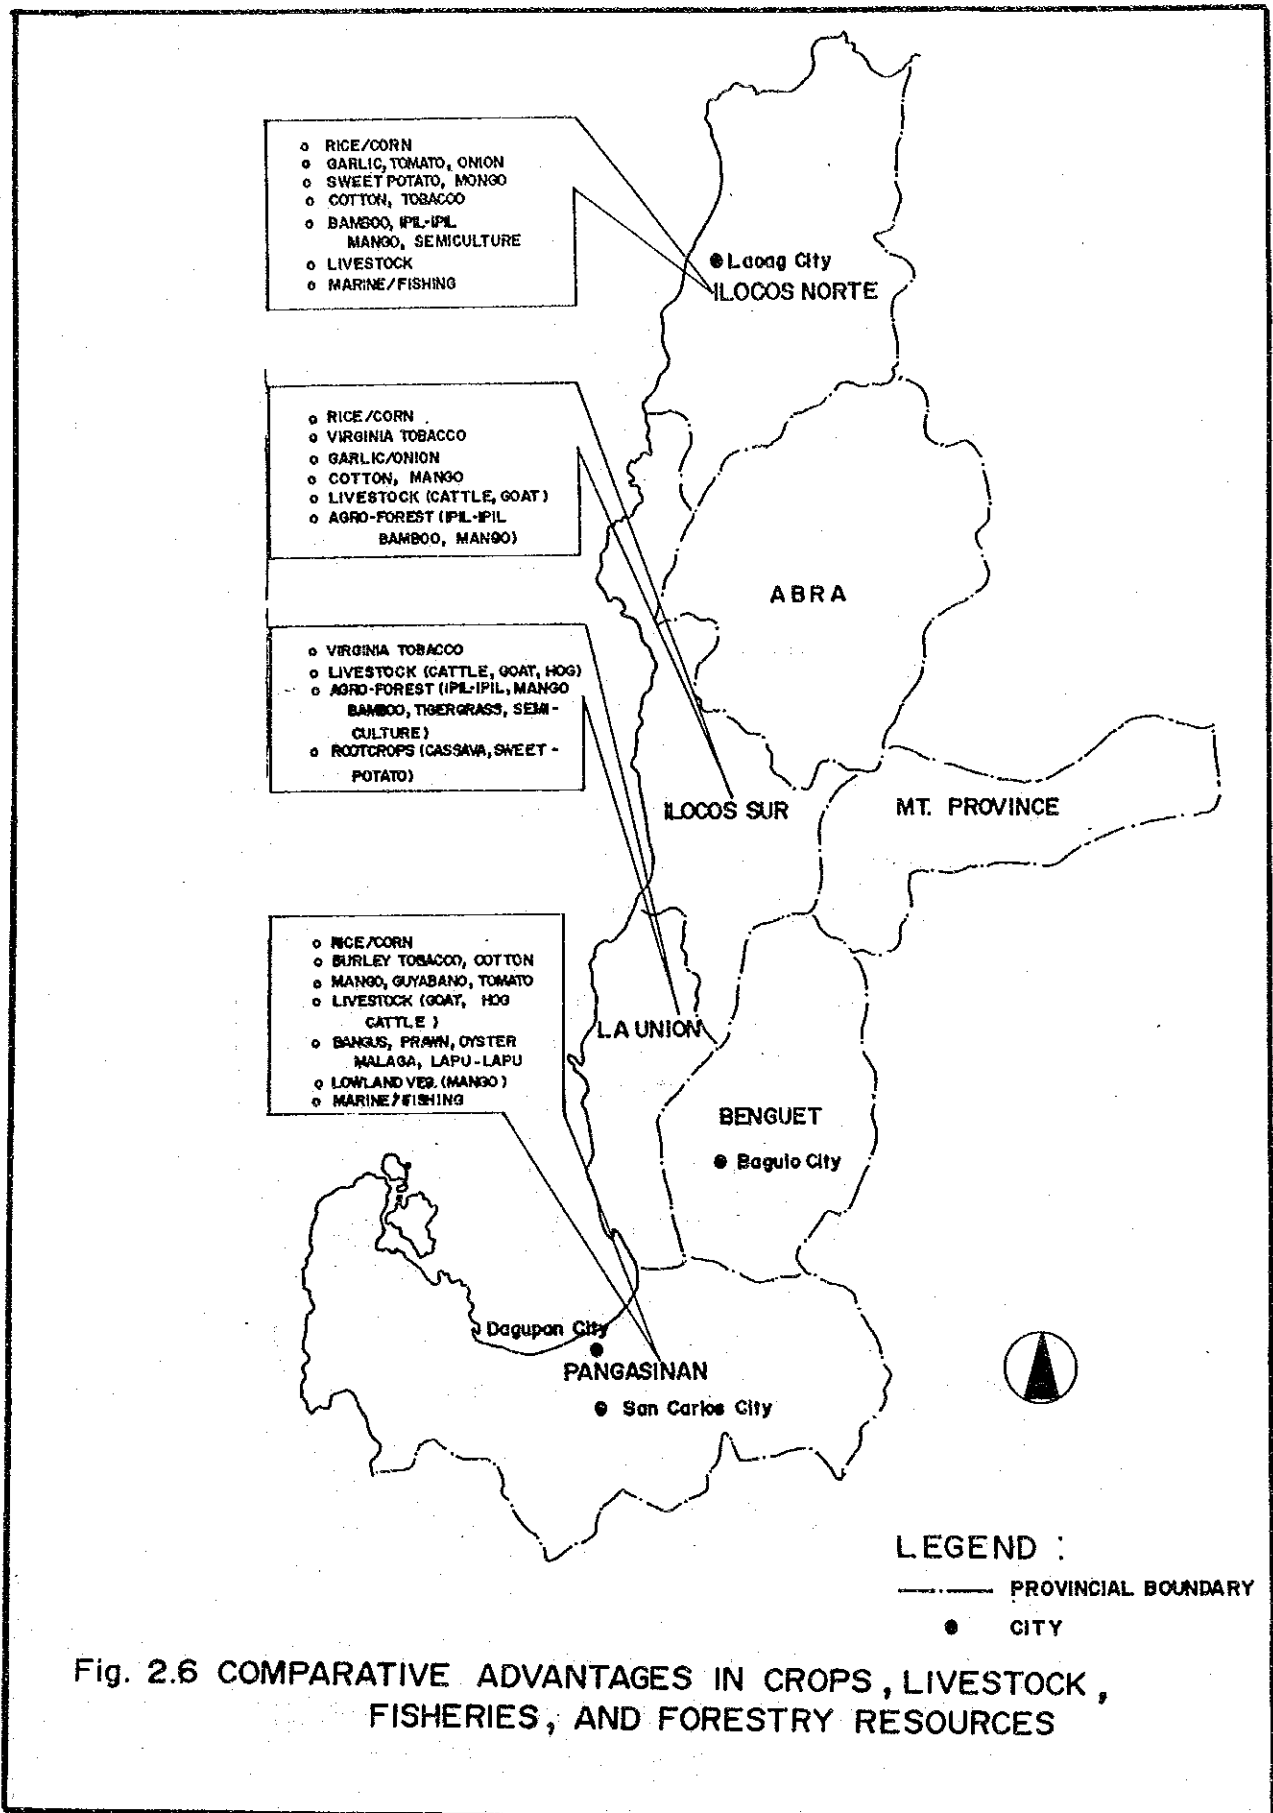 o RICE/CORN
o GARLIC, TOMATO, ONION
o SWEET POTATO, MONGO
o COTTON, TOBACCO
o BAMBOO, IPIL-IPIL
MANGO, SEMICULTURE
o LIVESTOCK
o MARINE/FISHING
Laoag City
ILOCOS NORTE
o RICE/CORN
o VIRGINIA TOBACCO
o GARLIC/ONION
o COTTON, MANGO
o LIVESTOCK (CATTLE, GOAT)
o AGRO-FOREST (IPIL-IPIL
BAMBOO, MANGO)
ABRA
o VIRGINIA TOBACCO
o LIVESTOCK (CATTLE, GOAT, HOG)
o AGRO-FOREST (IPIL-IPIL, MANGO
BAMBOO, TIGERGRASS, SEMI-
CULTURE)
o ROOTCROPS (CASSAVA, SWEET-
POTATO)
ILOCOS SUR
MT. PROVINCE
o RICE/CORN
o BURLEY TOBACCO, COTTON
o MANGO, GUYABANO, TOMATO
o LIVESTOCK (GOAT, HOG
CATTLE)
o BANGUS, PRAWN, OYSTER
MALAGA, LAPU-LAPU
o LOWLAND VEG. (MANGO)
o MARINE/FISHING
LA UNION
BENGUET
Baguio City
Dagupan City
PANGASINAN
San Carlos City
LEGEND :
PROVINCIAL BOUNDARY
CITY
Fig. 2.6 COMPARATIVE ADVANTAGES IN CROPS, LIVESTOCK,
FISHERIES, AND FORESTRY RESOURCES